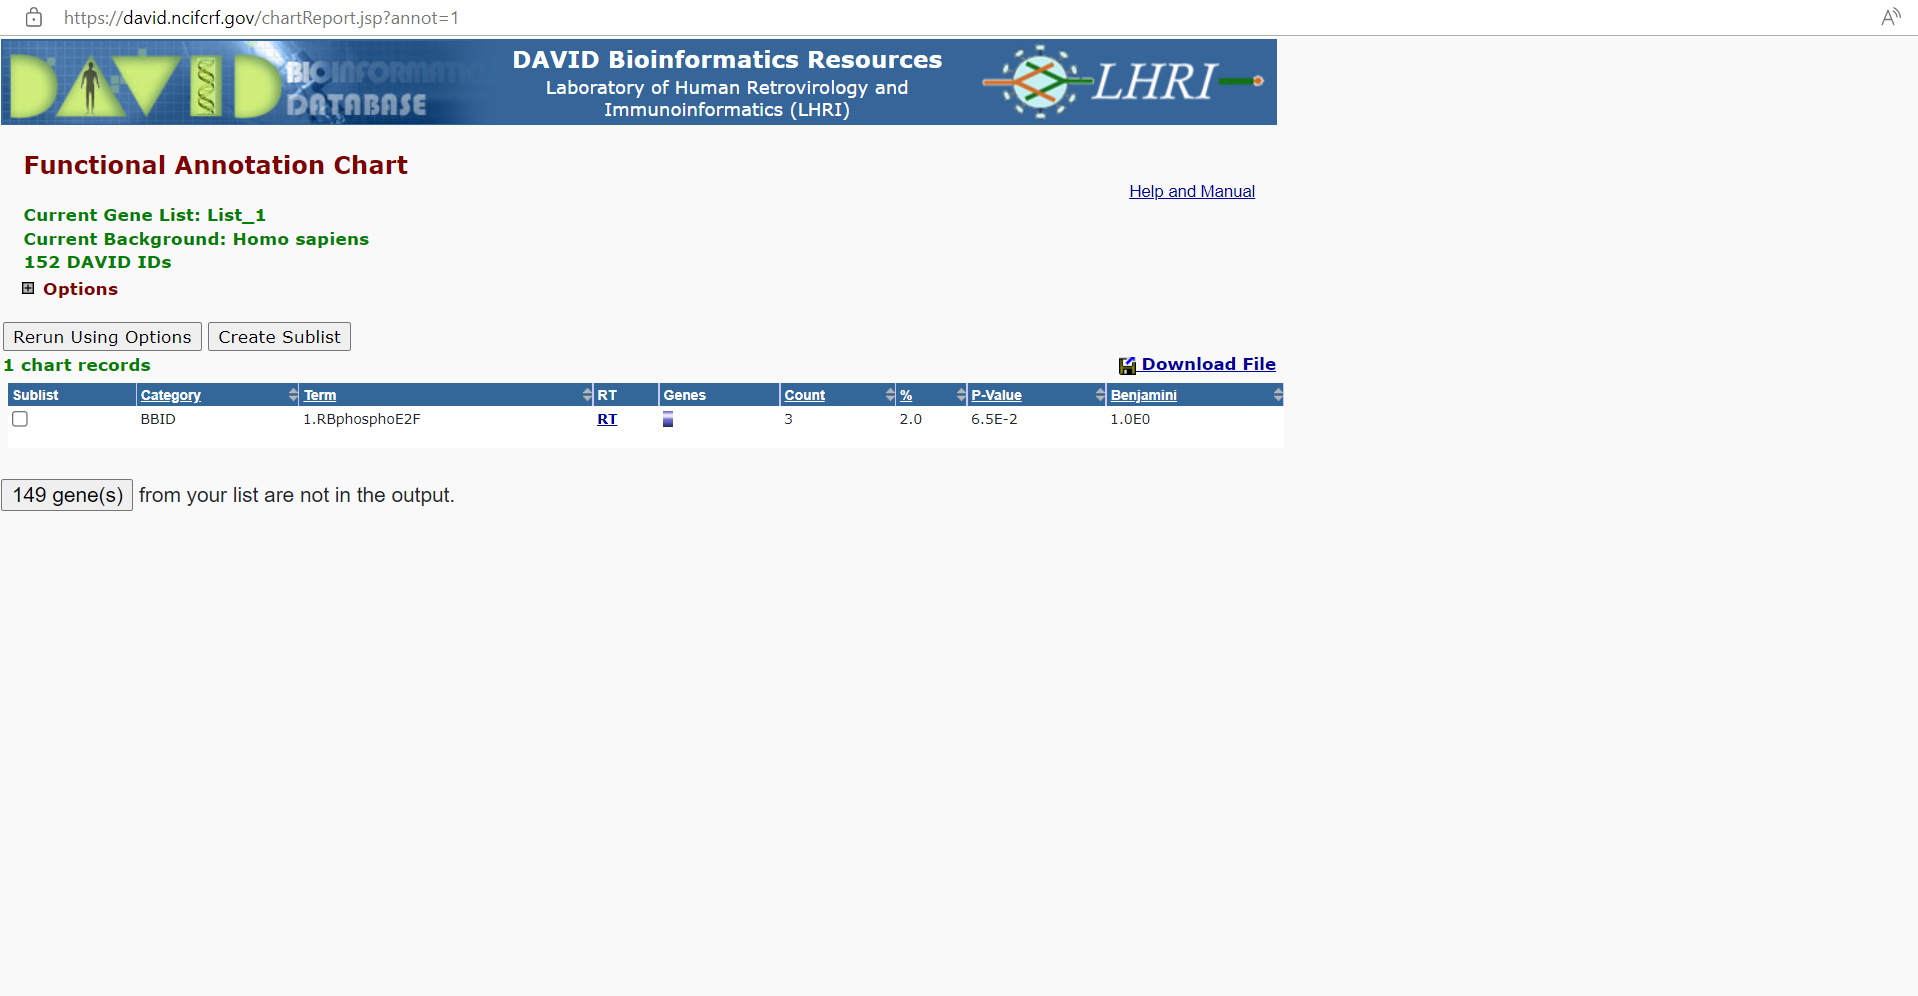 https://david.ncifcrf.gov/chartReport.jsp?annot=1
DAVID BIOINFORMATICS
DATABASE
DAVID Bioinformatics Resources
Laboratory of Human Retrovirology and
Immunoinformatics (LHRI)
LHRI
Functional Annotation Chart
Help and Manual
Current Gene List: List_1
Current Background: Homo sapiens
152 DAVID IDs
Options
Rerun Using Options Create Sublist
1 chart records Download File
Sublist Category Term RT Genes Count % P-Value Benjamini
BBID 1.RBphosphoE2F RT 3 2.0 6.5E-2 1.0E0
149 gene(s) from your list are not in the output.